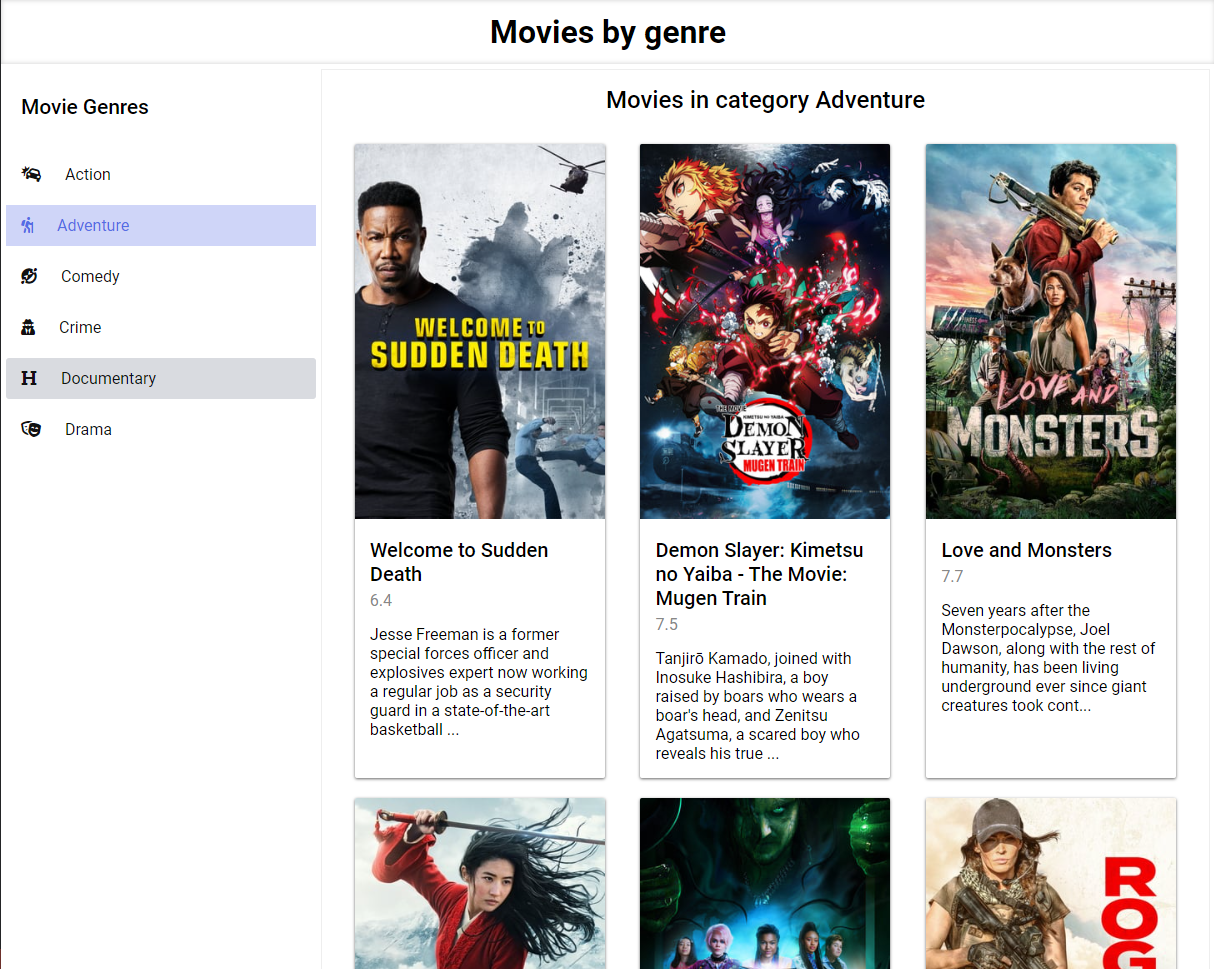 Movies by genre
Movie Genres
Action
Adventure
Comedy
Crime
Documentary
Drama
Movies in category Adventure
WELCOME TO
SUDDEN DEATH
THE MOVIE
KIMETSU NO YAIBA
DEMON
SLAYER
MUGEN TRAIN
LOVE AND
MONSTERS
Welcome to Sudden
Death
6.4
Jesse Freeman is a former
special forces officer and
explosives expert now working
a regular job as a security
guard in a state-of-the-art
basketball ...
Demon Slayer: Kimetsu
no Yaiba - The Movie:
Mugen Train
7.5
Tanjirō Kamado, joined with
Inosuke Hashibira, a boy
raised by boars who wears a
boar's head, and Zenitsu
Agatsuma, a scared boy who
reveals his true ...
Love and Monsters
7.7
Seven years after the
Monsterpocalypse, Joel
Dawson, along with the rest of
humanity, has been living
underground ever since giant
creatures took cont...
R
O
G